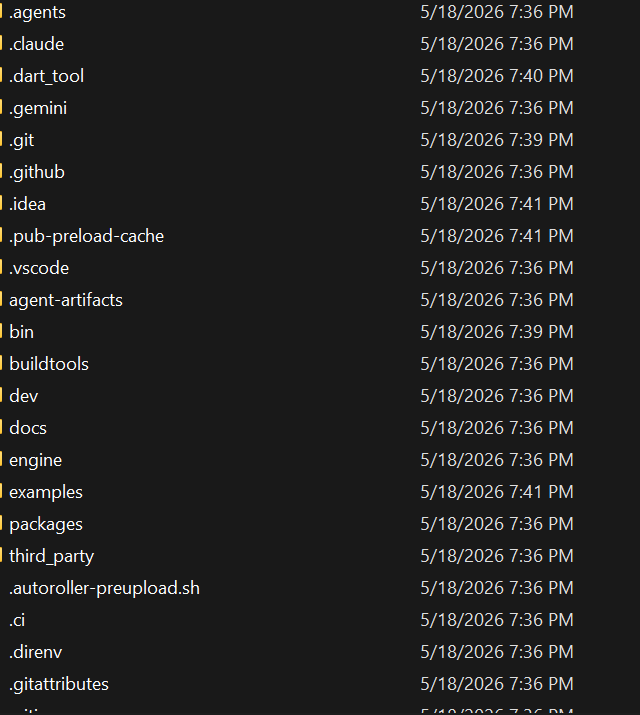 .agents 5/18/2026 7:36 PM
.claude 5/18/2026 7:36 PM
.dart_tool 5/18/2026 7:40 PM
.gemini 5/18/2026 7:36 PM
.git 5/18/2026 7:39 PM
.github 5/18/2026 7:36 PM
.idea 5/18/2026 7:41 PM
.pub-preload-cache 5/18/2026 7:41 PM
.vscode 5/18/2026 7:36 PM
agent-artifacts 5/18/2026 7:36 PM
bin 5/18/2026 7:39 PM
buildtools 5/18/2026 7:36 PM
dev 5/18/2026 7:36 PM
docs 5/18/2026 7:36 PM
engine 5/18/2026 7:36 PM
examples 5/18/2026 7:41 PM
packages 5/18/2026 7:36 PM
third_party 5/18/2026 7:36 PM
.autoroller-preupload.sh 5/18/2026 7:36 PM
.ci 5/18/2026 7:36 PM
.direnv 5/18/2026 7:36 PM
.gitattributes 5/18/2026 7:36 PM